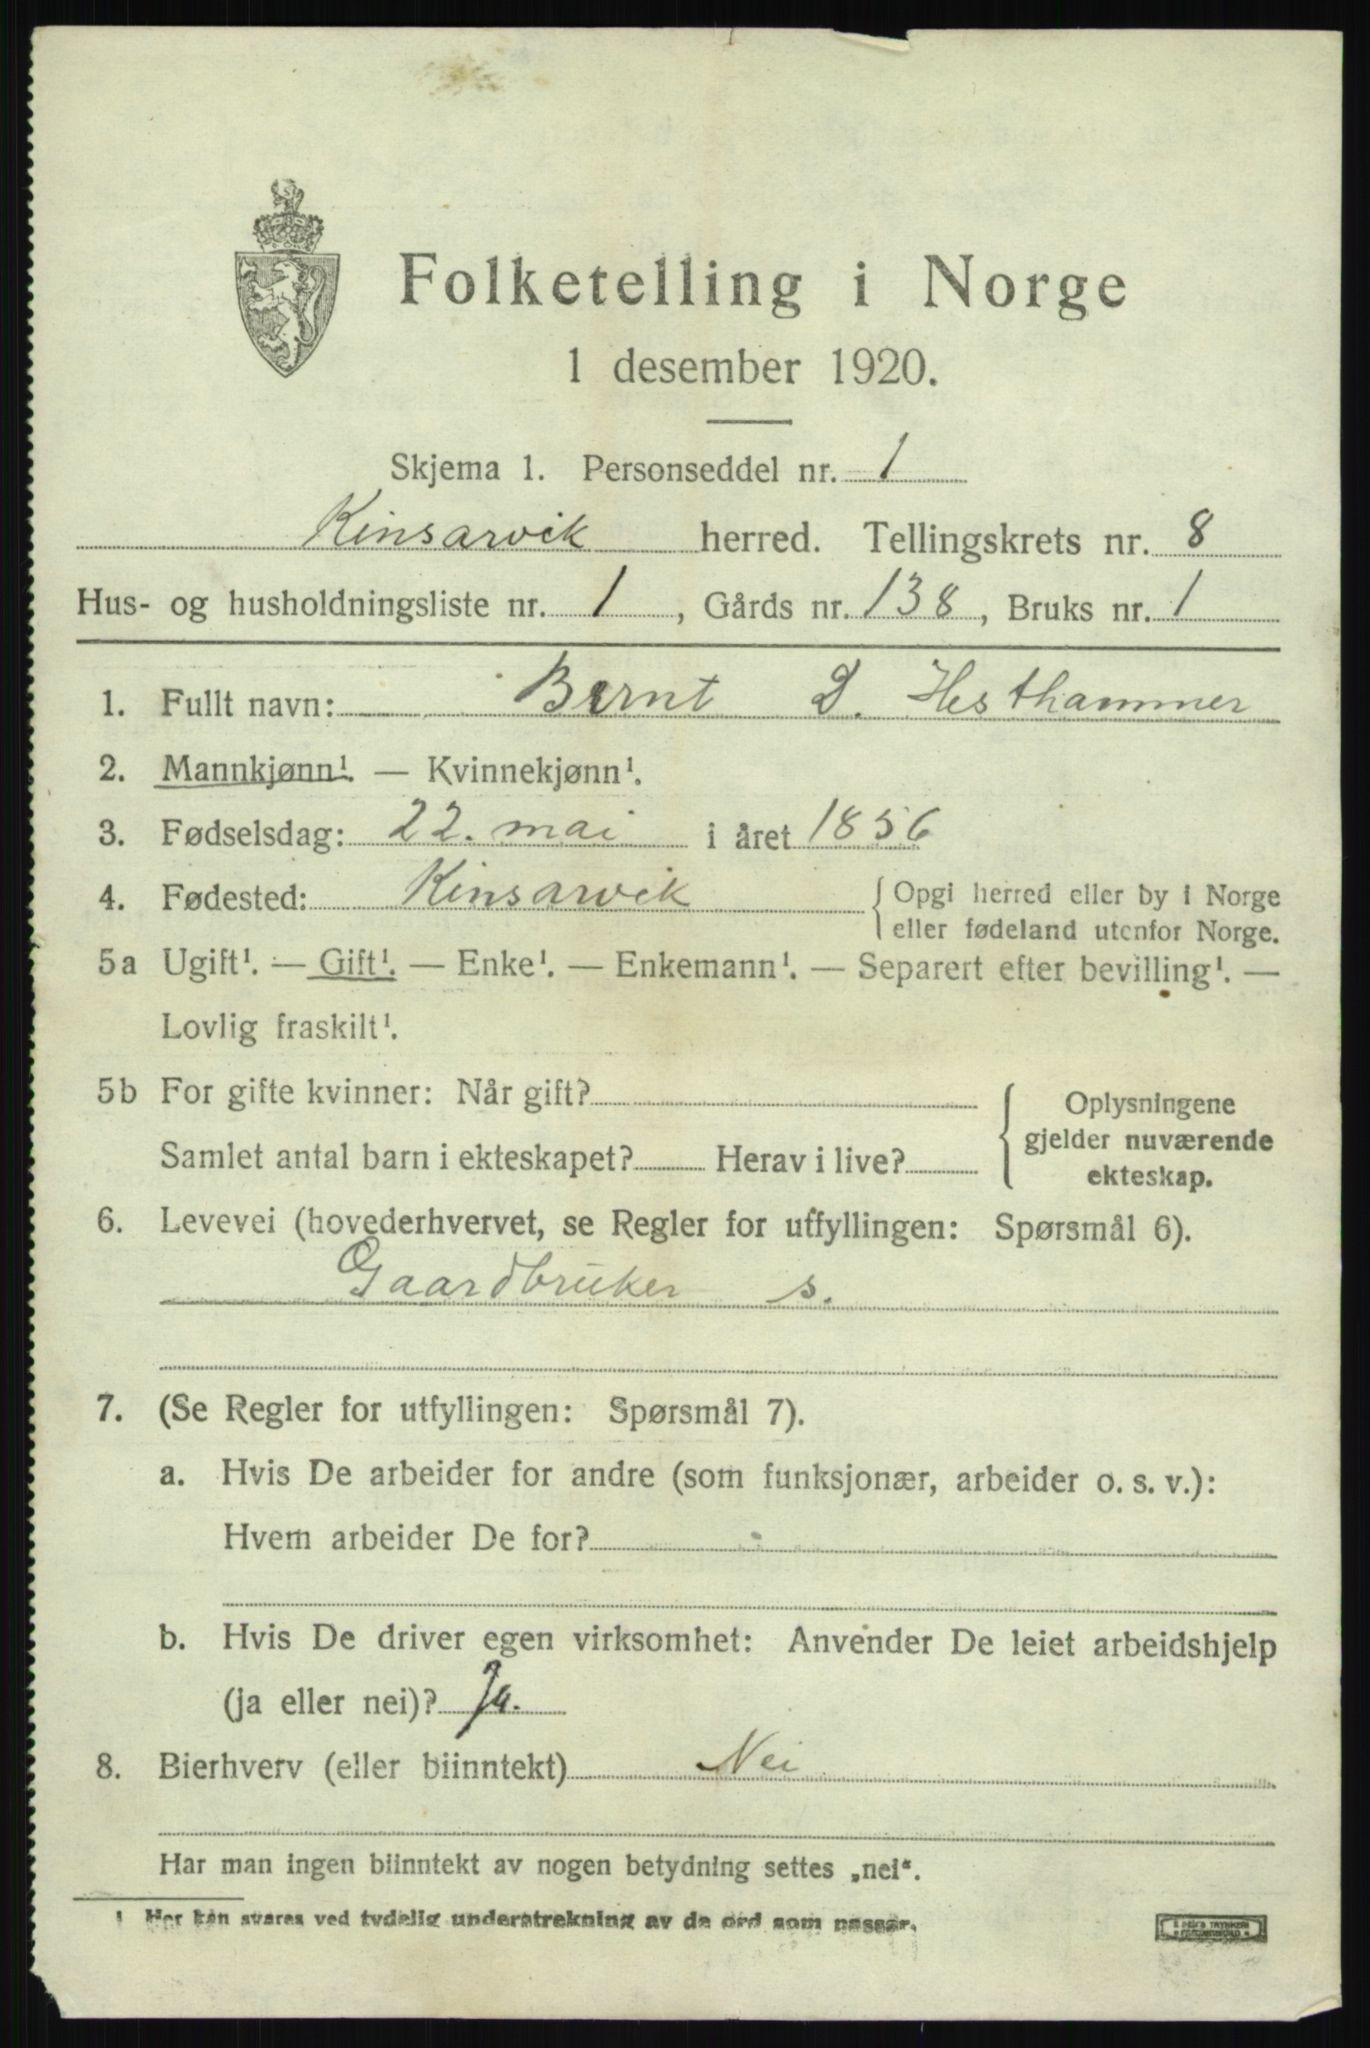 Folketelling i Norge
1 desember 1920.
Skjema 1. Personseddel nr. 1
Kinsarvik herred. Tellingskrets nr. 8
Hus- og husholdningsliste nr. 1, Gårds nr. 138, Bruks nr. 1
1. Fullt navn: Bernt D. Hesthammer
2. Mannkjønn¹. — Kvinnekjønn¹.
3. Fødselsdag: 22. mai i året 1856
4. Fødested: Kinsarvik { Opgi herred eller by i Norge
eller fødeland utenfor Norge.
5a Ugift¹. — Gift¹. — Enke¹. — Enkemann¹. — Separert efter bevilling¹. —
Lovlig fraskilt¹.
5b For gifte kvinner: Når gift?
Samlet antal barn i ekteskapet? Herav i live?
{ Oplysningene
gjelder nuværende
ekteskap.
6. Levevei (hovederhvervet, se Regler for utfyllingen: Spørsmål 6).
Gaardbruker s.
7. (Se Regler for utfyllingen: Spørsmål 7).
a. Hvis De arbeider for andre (som funksjonær, arbeider o. s. v.):
Hvem arbeider De for?
b. Hvis De driver egen virksomhet: Anvender De leiet arbeidshjelp
(ja eller nei)? Ja.
8. Bierhverv (eller biinntekt) Nei
Har man ingen biinntekt av nogen betydning settes „nei“.
¹ Her kan svares ved tydelig understrekning av de ord som passer.